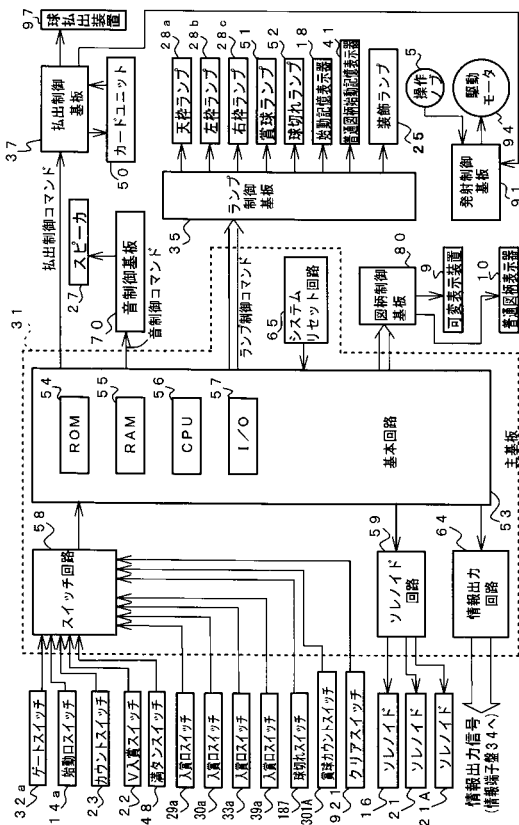 97
球払出装置
37
払出制御
基板
カードユニット
50
払出制御コマンド
スピーカ
27
音制御基板
70
音制御コマンド
31
28a
天枠ランプ
28b
左枠ランプ
28c
右枠ランプ
51
賞球ランプ
52
球切れランプ
18
始動記憶表示器
41
普通図柄始動記憶表示器
装飾ランプ
25
ランプ
制御
基板
35
ランプ制御コマンド
5
操作
ノブ
駆動
モータ
94
発射制御
基板
91
システム
リセット回路
65
図柄制御
基板
80
可変表示装置
9
普通図柄表示器
10
54
ROM
55
RAM
56
CPU
57
I/O
基本回路
53
主基板
58
スイッチ回路
59
ソレノイド
回路
64
情報出力
回路
32a
ゲートスイッチ
14a
始動口スイッチ
23
カウントスイッチ
22
V入賞スイッチ
48
満タンスイッチ
29a
入賞口スイッチ
30a
入賞口スイッチ
33a
入賞口スイッチ
39a
入賞口スイッチ
187
球切れスイッチ
301A
賞球カウントスイッチ
921
クリアスイッチ
16
ソレノイド
21
ソレノイド
21A
ソレノイド
情報出力信号
(情報端子盤34へ)